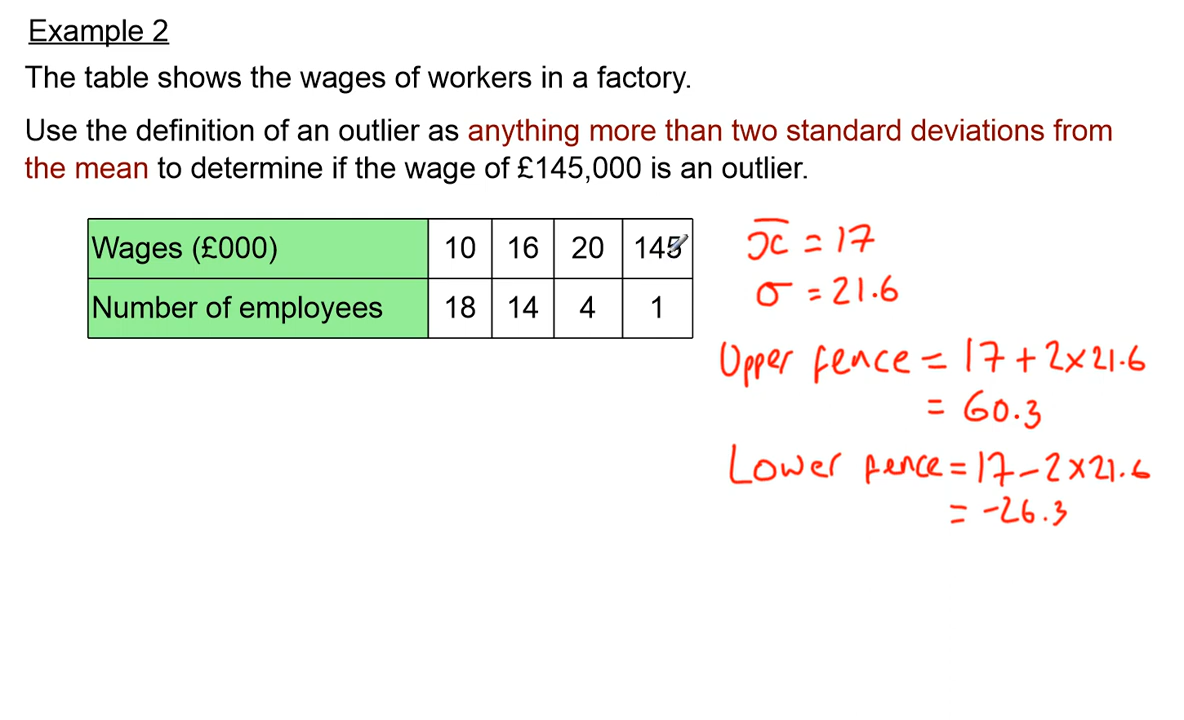 Example 2
The table shows the wages of workers in a factory.
Use the definition of an outlier as anything more than two standard deviations from
the mean to determine if the wage of £145,000 is an outlier.
Wages (£000) 10 16 20 145
Number of employees 18 14 4 1
x̄ = 17
σ = 21.6
Upper fence = 17 + 2×21.6
= 60.3
Lower fence = 17 - 2×21.6
= -26.3